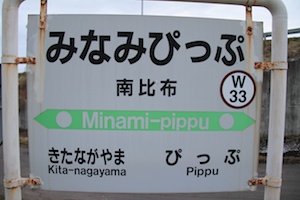 みなみぴっぷ
南比布
W
33
Minami-pippu
きたながやま ぴっぷ
Kita-nagayama Pippu